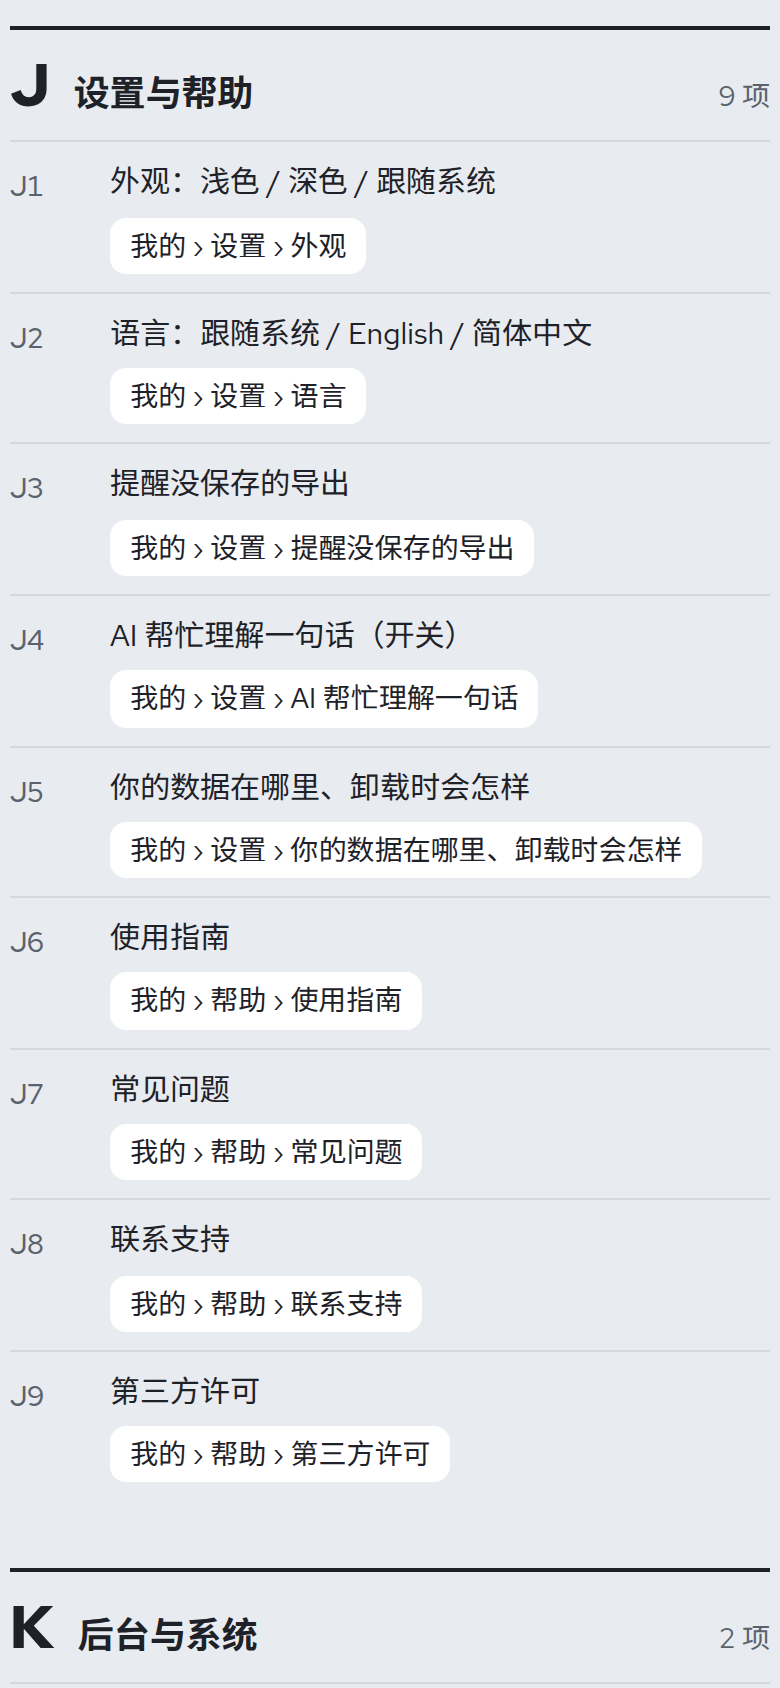 J 设置与帮助 9 项
J1 外观：浅色 / 深色 / 跟随系统
我的 › 设置 › 外观
J2 语言：跟随系统 / English / 简体中文
我的 › 设置 › 语言
J3 提醒没保存的导出
我的 › 设置 › 提醒没保存的导出
J4 AI 帮忙理解一句话（开关）
我的 › 设置 › AI 帮忙理解一句话
J5 你的数据在哪里、卸载时会怎样
我的 › 设置 › 你的数据在哪里、卸载时会怎样
J6 使用指南
我的 › 帮助 › 使用指南
J7 常见问题
我的 › 帮助 › 常见问题
J8 联系支持
我的 › 帮助 › 联系支持
J9 第三方许可
我的 › 帮助 › 第三方许可
K 后台与系统 2 项